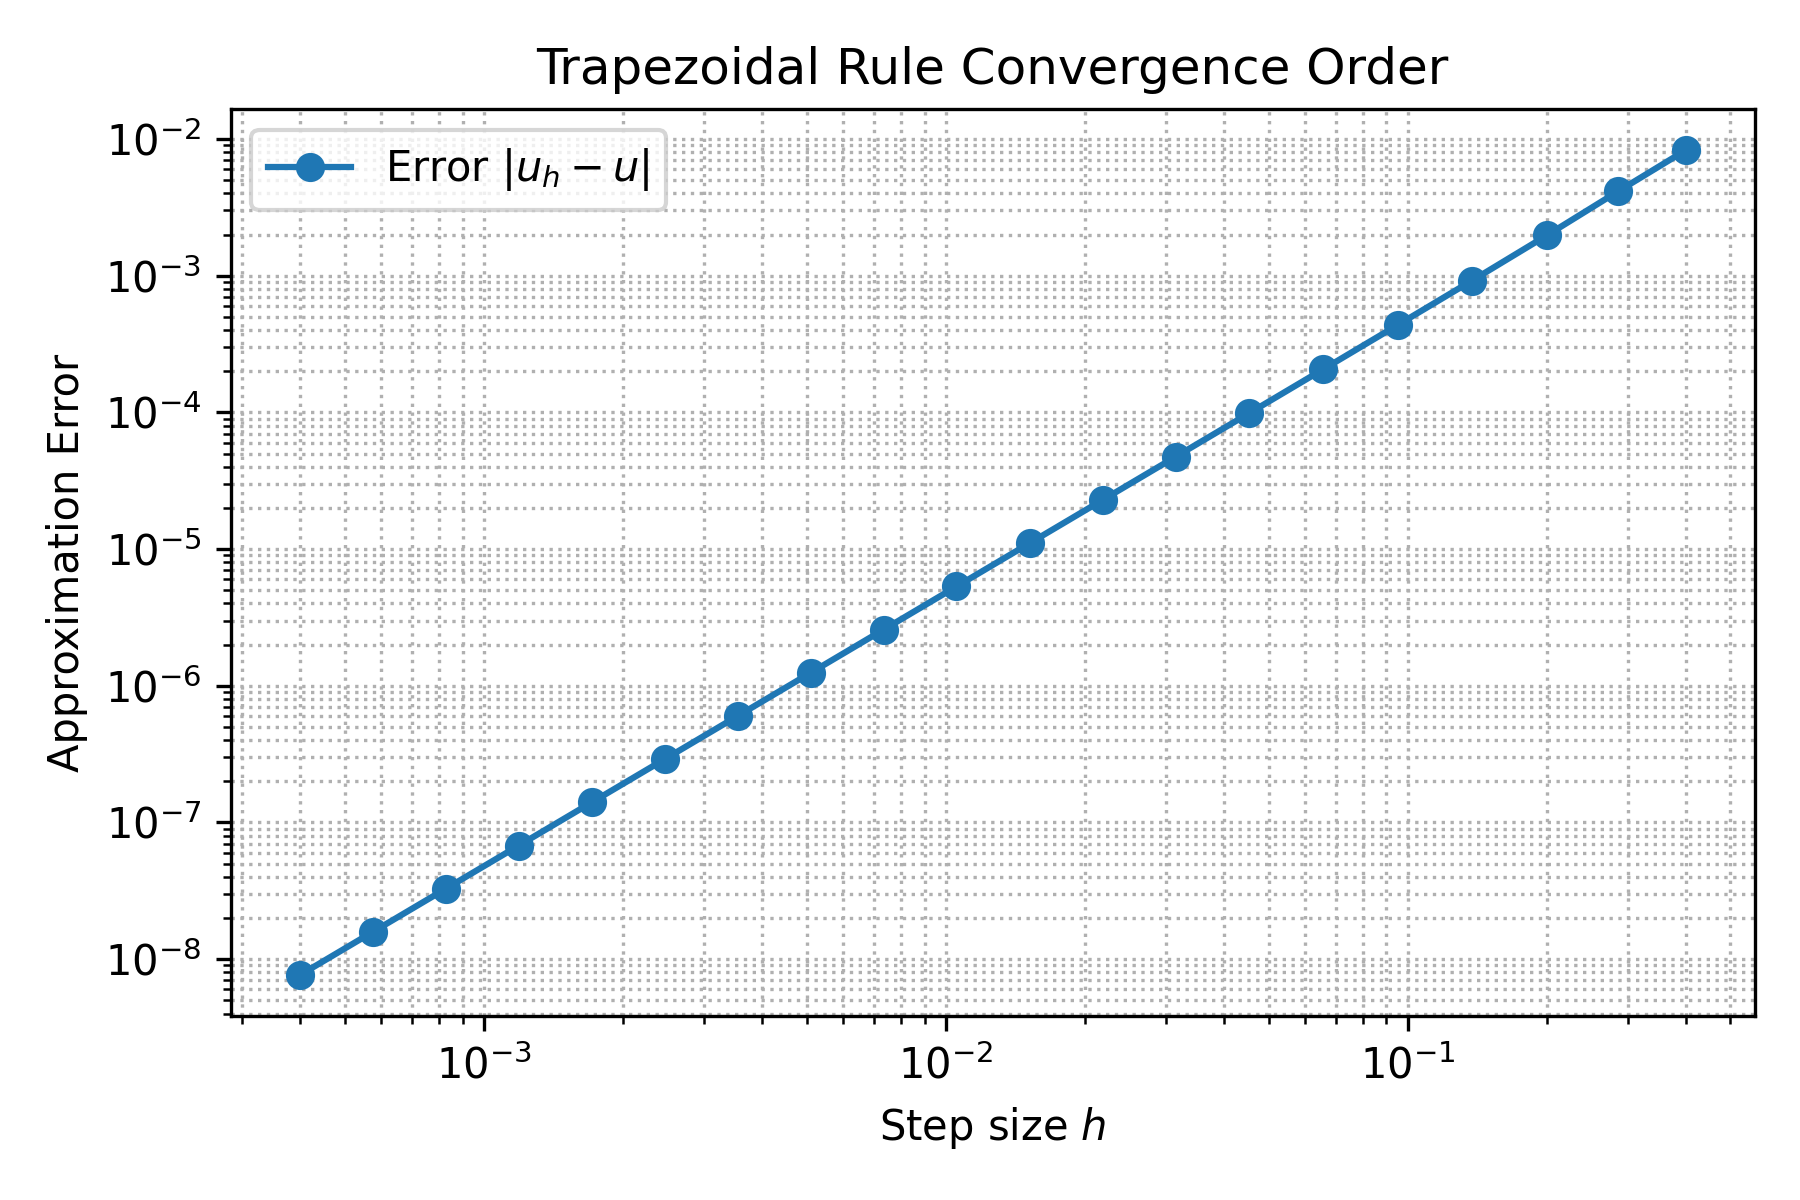 Trapezoidal Rule Convergence Order
Error |u_h − u|
Approximation Error
10⁻²
10⁻³
10⁻⁴
10⁻⁵
10⁻⁶
10⁻⁷
10⁻⁸
10⁻³ 10⁻² 10⁻¹
Step size h